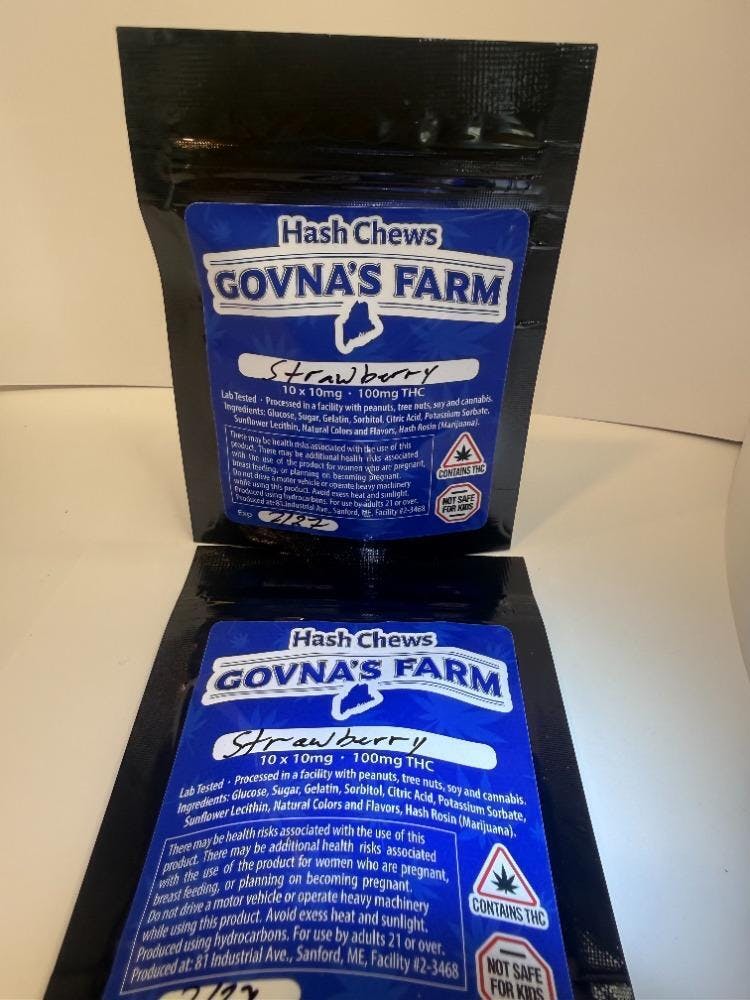 Hash Chews
GOVNA'S FARM
Strawberry
10 x 10mg · 100mg THC
Lab Tested · Processed in a facility with peanuts, tree nuts, soy and cannabis.
Ingredients: Glucose, Sugar, Gelatin, Sorbitol, Citric Acid, Potassium Sorbate,
Sunflower Lecithin, Natural Colors and Flavors, Hash Rosin (Marijuana).
There may be health risks associated with the use of this
product. There may be additional health risks associated
with the use of the product for women who are pregnant,
breast feeding, or planning on becoming pregnant.
Do not drive a motor vehicle or operate heavy machinery
while using this product. Avoid exess heat and sunlight.
Produced using hydrocarbons. For use by adults 21 or over.
Produced at: 81 Industrial Ave., Sanford, ME, Facility #2-3468
CONTAINS THC
NOT SAFE
FOR KIDS
Exp
Hash Chews
GOVNA'S FARM
Strawberry
10 x 10mg · 100mg THC
Lab Tested · Processed in a facility with peanuts, tree nuts, soy and cannabis.
Ingredients: Glucose, Sugar, Gelatin, Sorbitol, Citric Acid, Potassium Sorbate,
Sunflower Lecithin, Natural Colors and Flavors, Hash Rosin (Marijuana).
There may be health risks associated with the use of this
product. There may be additional health risks associated
with the use of the product for women who are pregnant,
breast feeding, or planning on becoming pregnant.
Do not drive a motor vehicle or operate heavy machinery
while using this product. Avoid exess heat and sunlight.
Produced using hydrocarbons. For use by adults 21 or over.
Produced at: 81 Industrial Ave., Sanford, ME, Facility #2-3468
CONTAINS THC
NOT SAFE
FOR KIDS